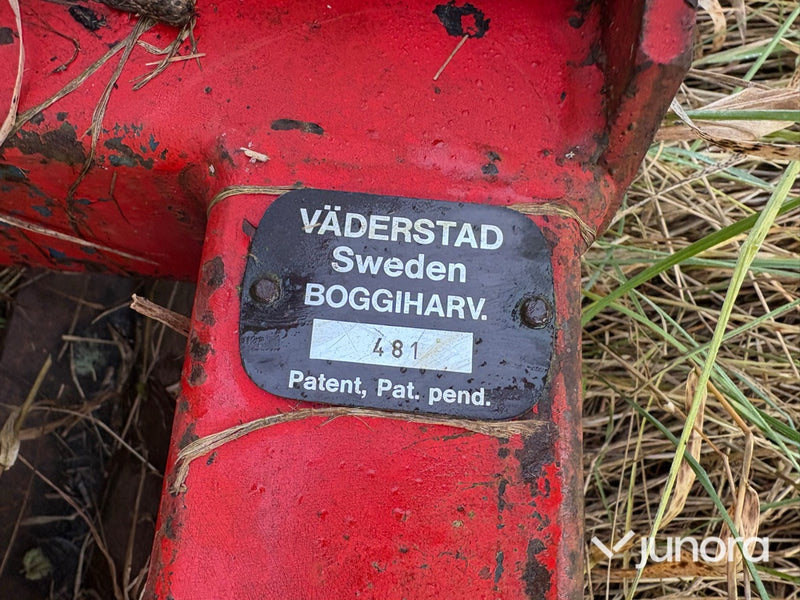 VÄDERSTAD
Sweden
BOGGIHARV.
481
Patent, Pat. pend.
junora